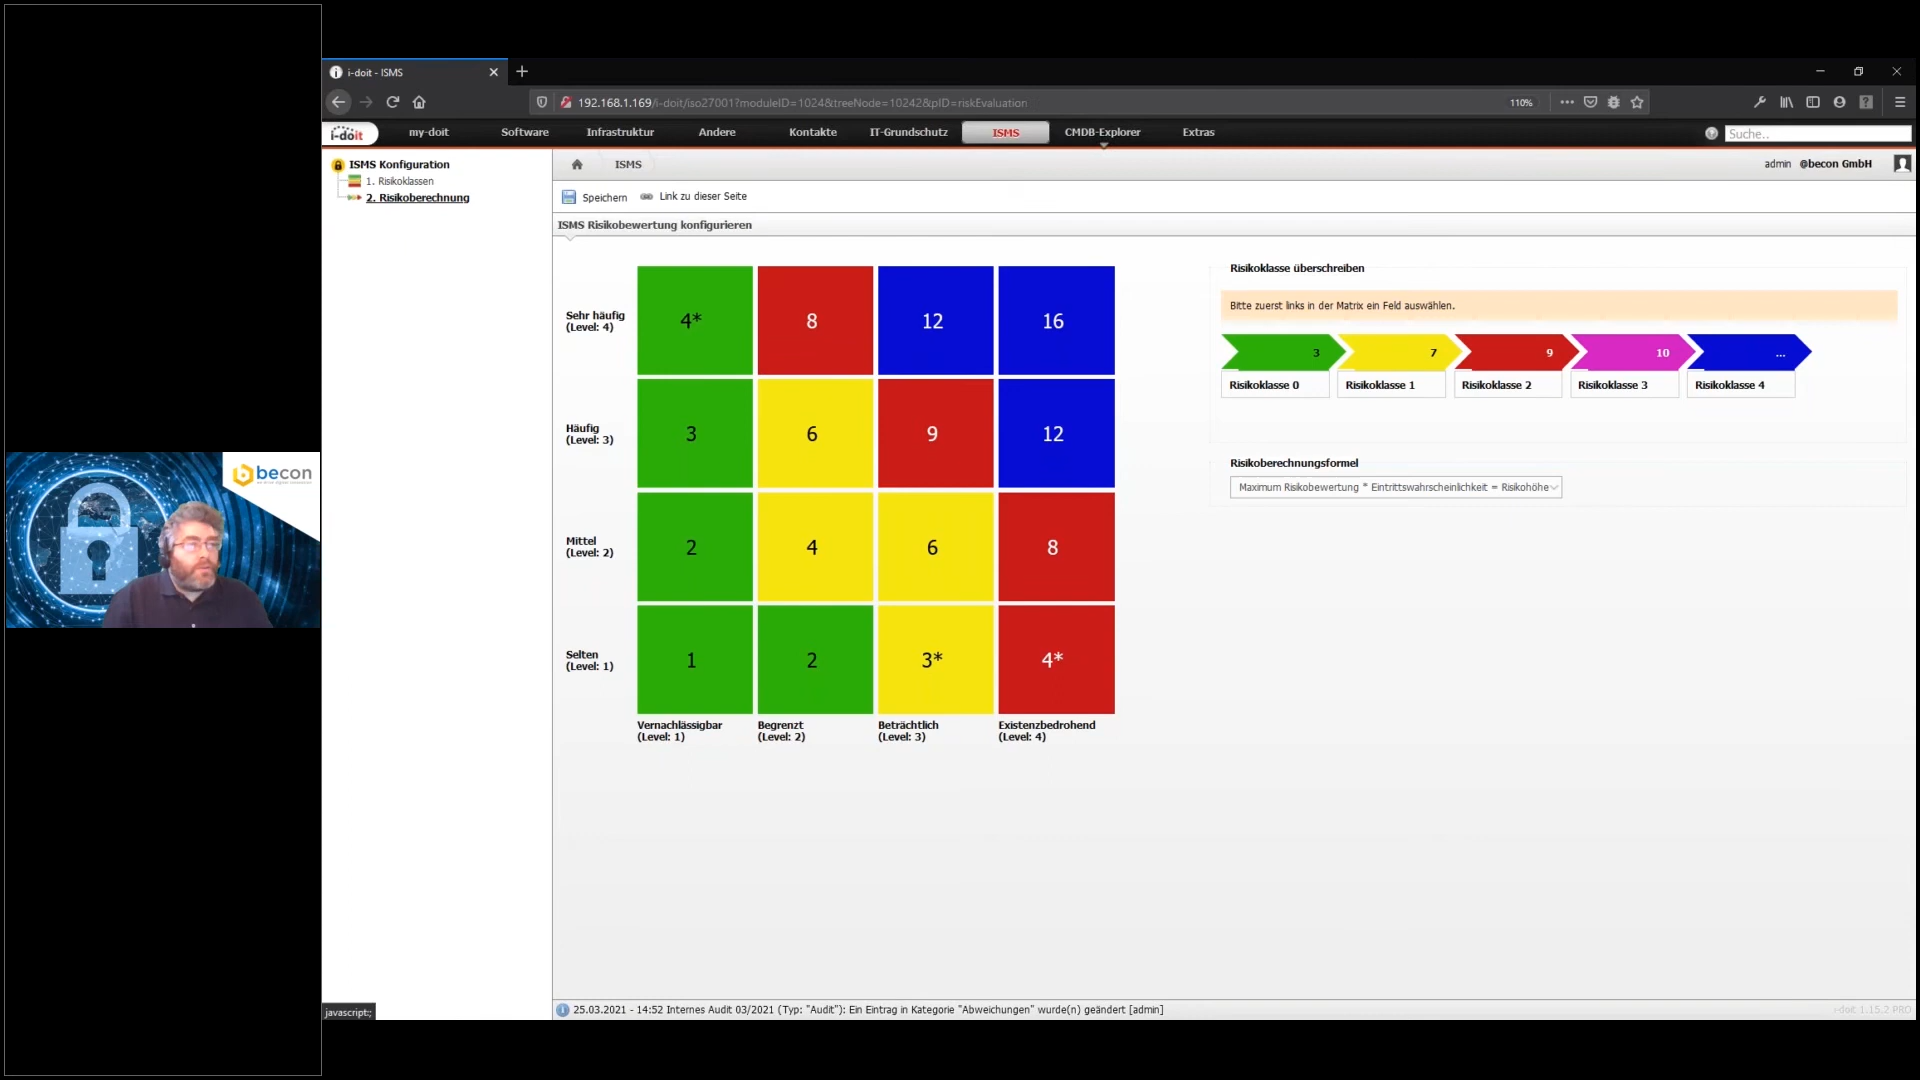 i-doit - ISMS
192.168.1.169/i-doit/iso27001?moduleID=1024&treeNode=10242&pID=riskEvaluation
110%
i-doit
my-doit
Software
Infrastruktur
Andere
Kontakte
IT-Grundschutz
ISMS
CMDB-Explorer
Extras
Suche..
ISMS Konfiguration
1. Risikoklassen
2. Risikoberechnung
ISMS
admin @becon GmbH
Speichern
Link zu dieser Seite
ISMS Risikobewertung konfigurieren
Sehr häufig
(Level: 4)
4*
8
12
16
Häufig
(Level: 3)
3
6
9
12
Mittel
(Level: 2)
2
4
6
8
Selten
(Level: 1)
1
2
3*
4*
Vernachlässigbar
(Level: 1)
Begrenzt
(Level: 2)
Beträchtlich
(Level: 3)
Existenzbedrohend
(Level: 4)
Risikoklasse überschreiben
Bitte zuerst links in der Matrix ein Feld auswählen.
3
7
9
10
...
Risikoklasse 0
Risikoklasse 1
Risikoklasse 2
Risikoklasse 3
Risikoklasse 4
Risikoberechnungsformel
Maximum Risikobewertung * Eintrittswahrscheinlichkeit = Risikohöhe
becon
javascript:;
25.03.2021 - 14:52 Internes Audit 03/2021 (Typ: "Audit"): Ein Eintrag in Kategorie "Abweichungen" wurde(n) geändert [admin]
i-doit 1.15.2 PRO